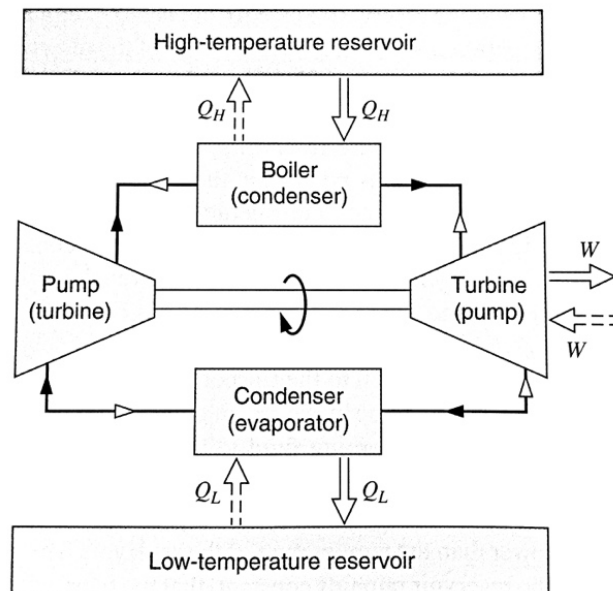 High-temperature reservoir
Q_H
Q_H
Boiler
(condenser)
Pump
(turbine)
Turbine
(pump)
W
W
Condenser
(evaporator)
Q_L
Q_L
Low-temperature reservoir